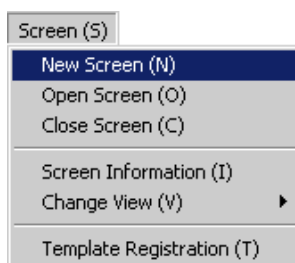 Screen (S)
New Screen (N)
Open Screen (O)
Close Screen (C)
Screen Information (I)
Change View (V)
Template Registration (T)